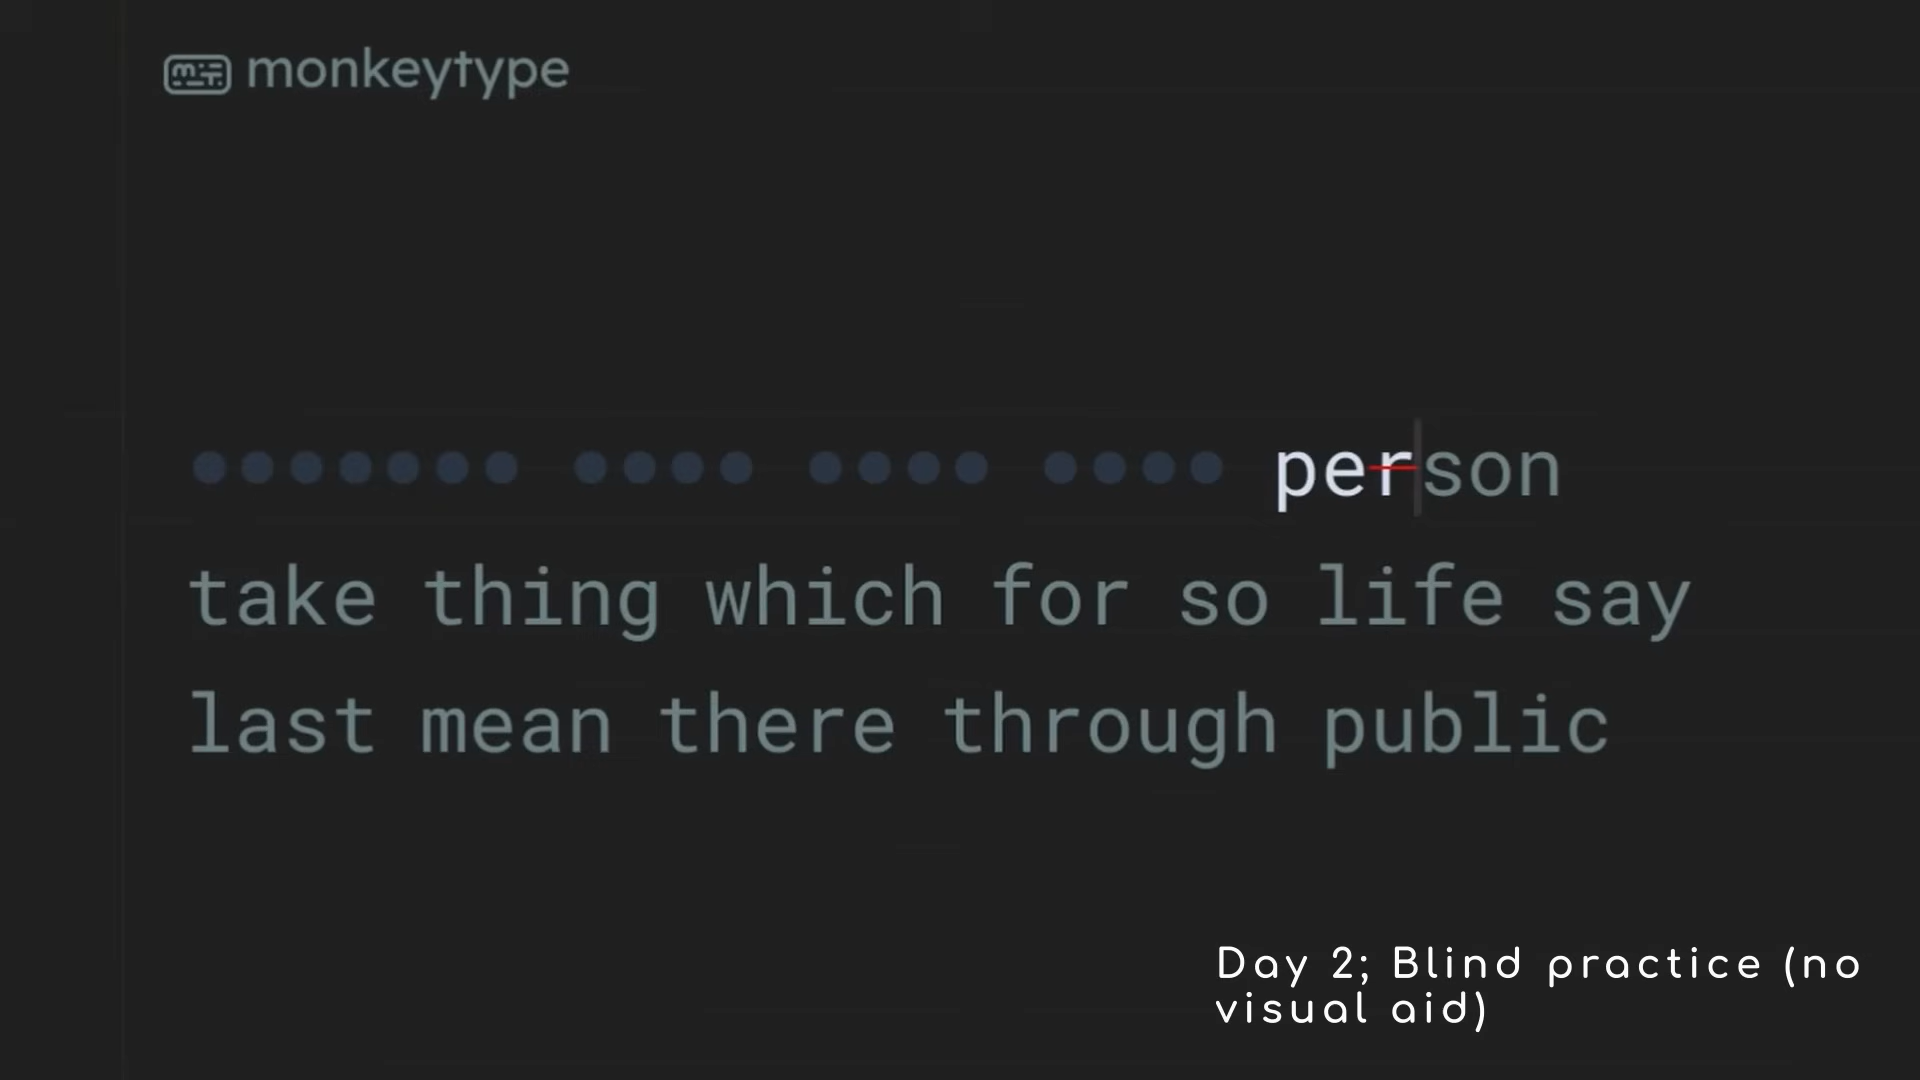 monkeytype
person
take thing which for so life say
last mean there through public
Day 2; Blind practice (no
visual aid)